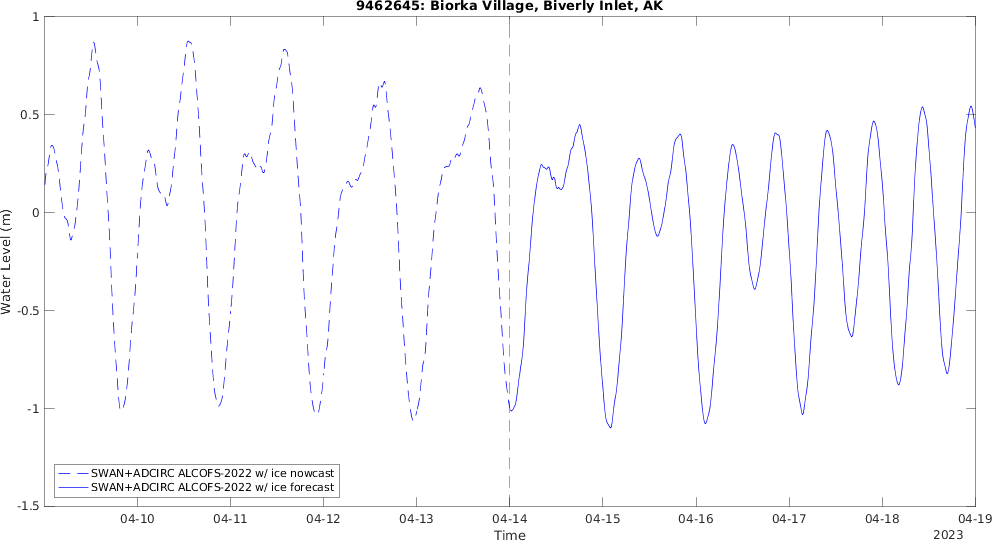 9462645: Biorka Village, Biverly Inlet, AK
Water Level (m)
1
0.5
0
-0.5
-1
-1.5
SWAN+ADCIRC ALCOFS-2022 w/ ice nowcast
SWAN+ADCIRC ALCOFS-2022 w/ ice forecast
04-10 04-11 04-12 04-13 04-14 04-15 04-16 04-17 04-18 04-19
Time
2023